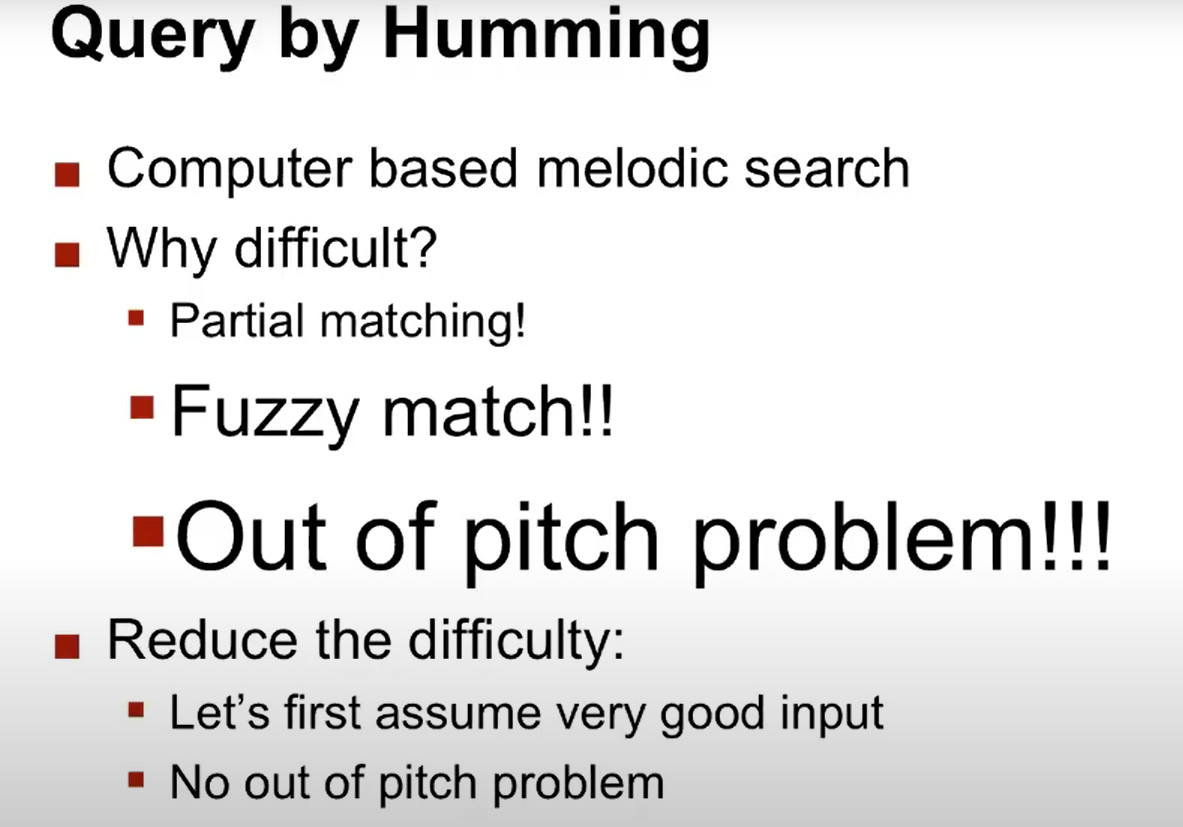 Query by Humming
Computer based melodic search
Why difficult?
Partial matching!
Fuzzy match!!
Out of pitch problem!!!
Reduce the difficulty:
Let’s first assume very good input
No out of pitch problem